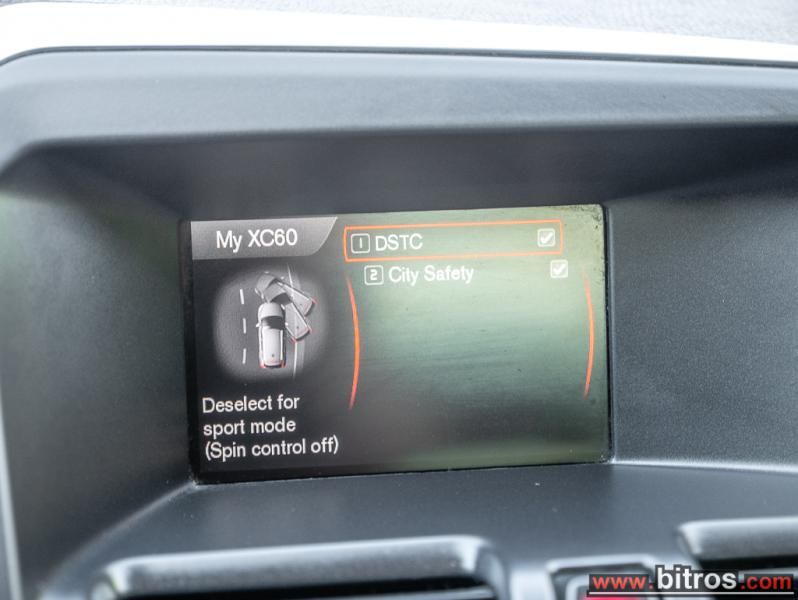 My XC60
1 DSTC
2 City Safety
Deselect for
sport mode
(Spin control off)
www.bitros.com